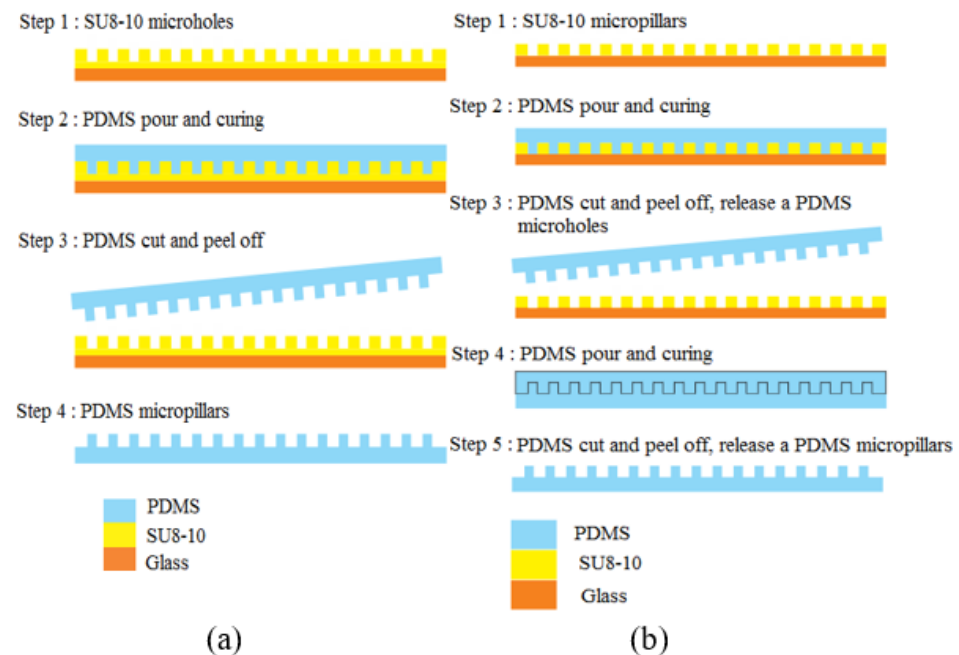 Step 1 : SU8-10 microholes
Step 2 : PDMS pour and curing
Step 3 : PDMS cut and peel off
Step 4 : PDMS micropillars
PDMS
SU8-10
Glass
(a)
Step 1 : SU8-10 micropillars
Step 2 : PDMS pour and curing
Step 3 : PDMS cut and peel off, release a PDMS
microholes
Step 4 : PDMS pour and curing
Step 5 : PDMS cut and peel off, release a PDMS micropillars
PDMS
SU8-10
Glass
(b)